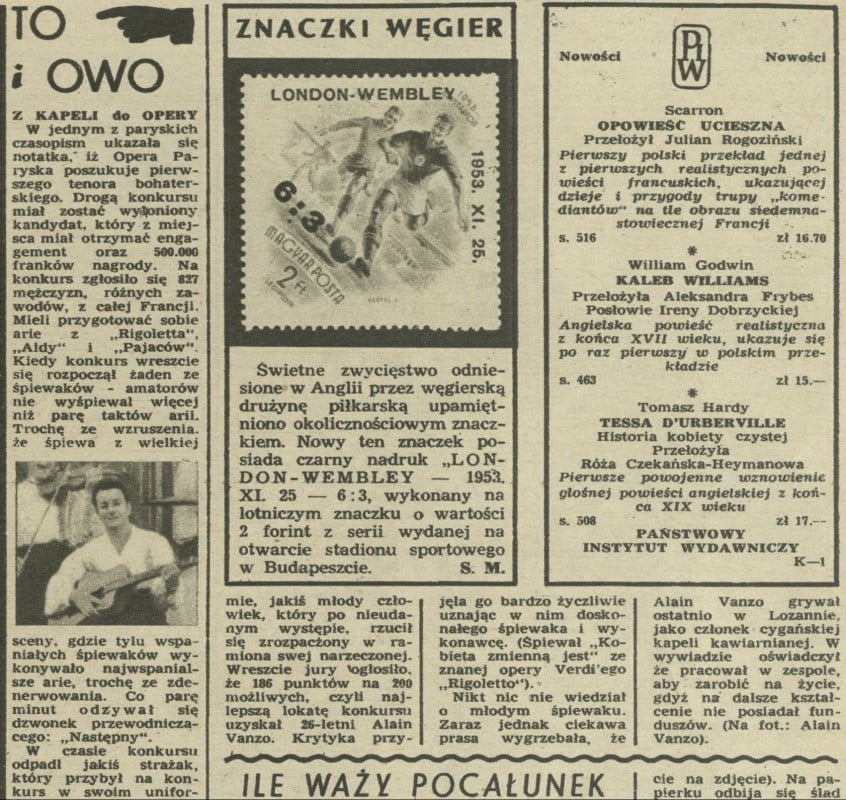 TO
i OWO
Z KAPELI do OPERY
W jednym z paryskich
czasopism ukazała się
notatka, iż Opera Pa-
ryska poszukuje pierw-
szego tenora bohater-
skiego. Drogą konkursu
miał zostać wyłoniony
kandydat, który z miej-
sca miał otrzymać enga-
gement oraz 500.000
franków nagrody. Na
konkurs zgłosiło się 827
mężczyzn, różnych za-
wodów, z całej Francji.
Mieli przygotować sobie
arie z „Rigoletta",
„Aidy" i „Pajaców".
Kiedy konkurs wreszcie
się rozpoczął żaden ze
śpiewaków - amatorów
nie wyśpiewał więcej
niż parę taktów arii.
Trochę ze wzruszenia.
że śpiewa z wielkiej
sceny, gdzie tylu wspa-
niałych śpiewaków wy-
konywało najwspanial-
sze arie, trochę ze zde-
nerwowania. Co parę
minut odzywał się
dzwonek przewodniczą-
cego: „Następny".
W czasie konkursu
odpadł jakiś strażak,
który przybył na kon-
kurs w swoim unifor-
mie, jakiś młody czło-
wiek, który po nieuda-
nym występie, rzucił
się zrozpaczony w ra-
miona swej narzeczonej.
Wreszcie jury ogłosiło,
że 186 punktów na 200
możliwych, czyli naj-
lepszą lokatę konkursu
uzyskał 26-letni Alain
Vanzo. Krytyka przy-
jęła go bardzo życzliwie
uznając w nim dosko-
nałego śpiewaka i wy-
konawcę. (Śpiewał „Ko-
bieta zmienną jest" ze
znanej opery Verdi'ego
„Rigoletto").
Nikt nic nie wiedział
o młodym śpiewaku.
Zaraz jednak ciekawa
prasa wygrzebała, że
Alain Vanzo grywał
ostatnio w Lozannie,
jako członek cygańskiej
kapeli kawiarnianej. W
wywiadzie oświadczył
że pracował w zespole,
aby zarobić na życie,
gdyż na dalsze kształ-
cenie nie posiadał fun-
duszów. (Na fot.: Alain
Vanzo).
ZNACZKI WĘGIER
LONDON-WEMBLEY
1953. XI. 25.
6:3
MAGYAR POSTA
2 Ft
Świetne zwycięstwo odnie-
sione w Anglii przez węgierską
drużynę piłkarską upamięt-
niono okolicznościowym znacz-
kiem. Nowy ten znaczek po-
siada czarny nadruk „LON-
DON-WEMBLEY — 1953.
XI. 25 — 6:3, wykonany na
lotniczym znaczku o wartości
2 forint z serii wydanej na
otwarcie stadionu sportowego
w Budapeszcie. S. M.
Nowości PIW Nowości
Scarron
OPOWIEŚĆ UCIESZNA
Przełożył Julian Rogoziński
Pierwszy polski przekład jednej
z pierwszych realistycznych po-
wieści francuskich, ukazującej
dzieje i przygody trupy „kome-
diantów" na tle obrazu siedemna-
stowiecznej Francji
s. 516 zł 16.70
*
William Godwin
KALEB WILLIAMS
Przełożyła Aleksandra Frybes
Posłowie Ireny Dobrzyckiej
Angielska powieść realistyczna
z końca XVII wieku, ukazuje się
po raz pierwszy w polskim prze-
kładzie
s. 463 zł 15.—
*
Tomasz Hardy
TESSA D'URBERVILLE
Historia kobiety czystej
Przełożyła
Róża Czekańska-Heymanowa
Pierwsze powojenne wznowienie
głośnej powieści angielskiej z koń-
ca XIX wieku
s. 508 zł 17.—
PAŃSTWOWY
INSTYTUT WYDAWNICZY
K—1
ILE WAŻY POCAŁUNEK
cie na zdjęcie). Na pa-
pierku odbija się ślad